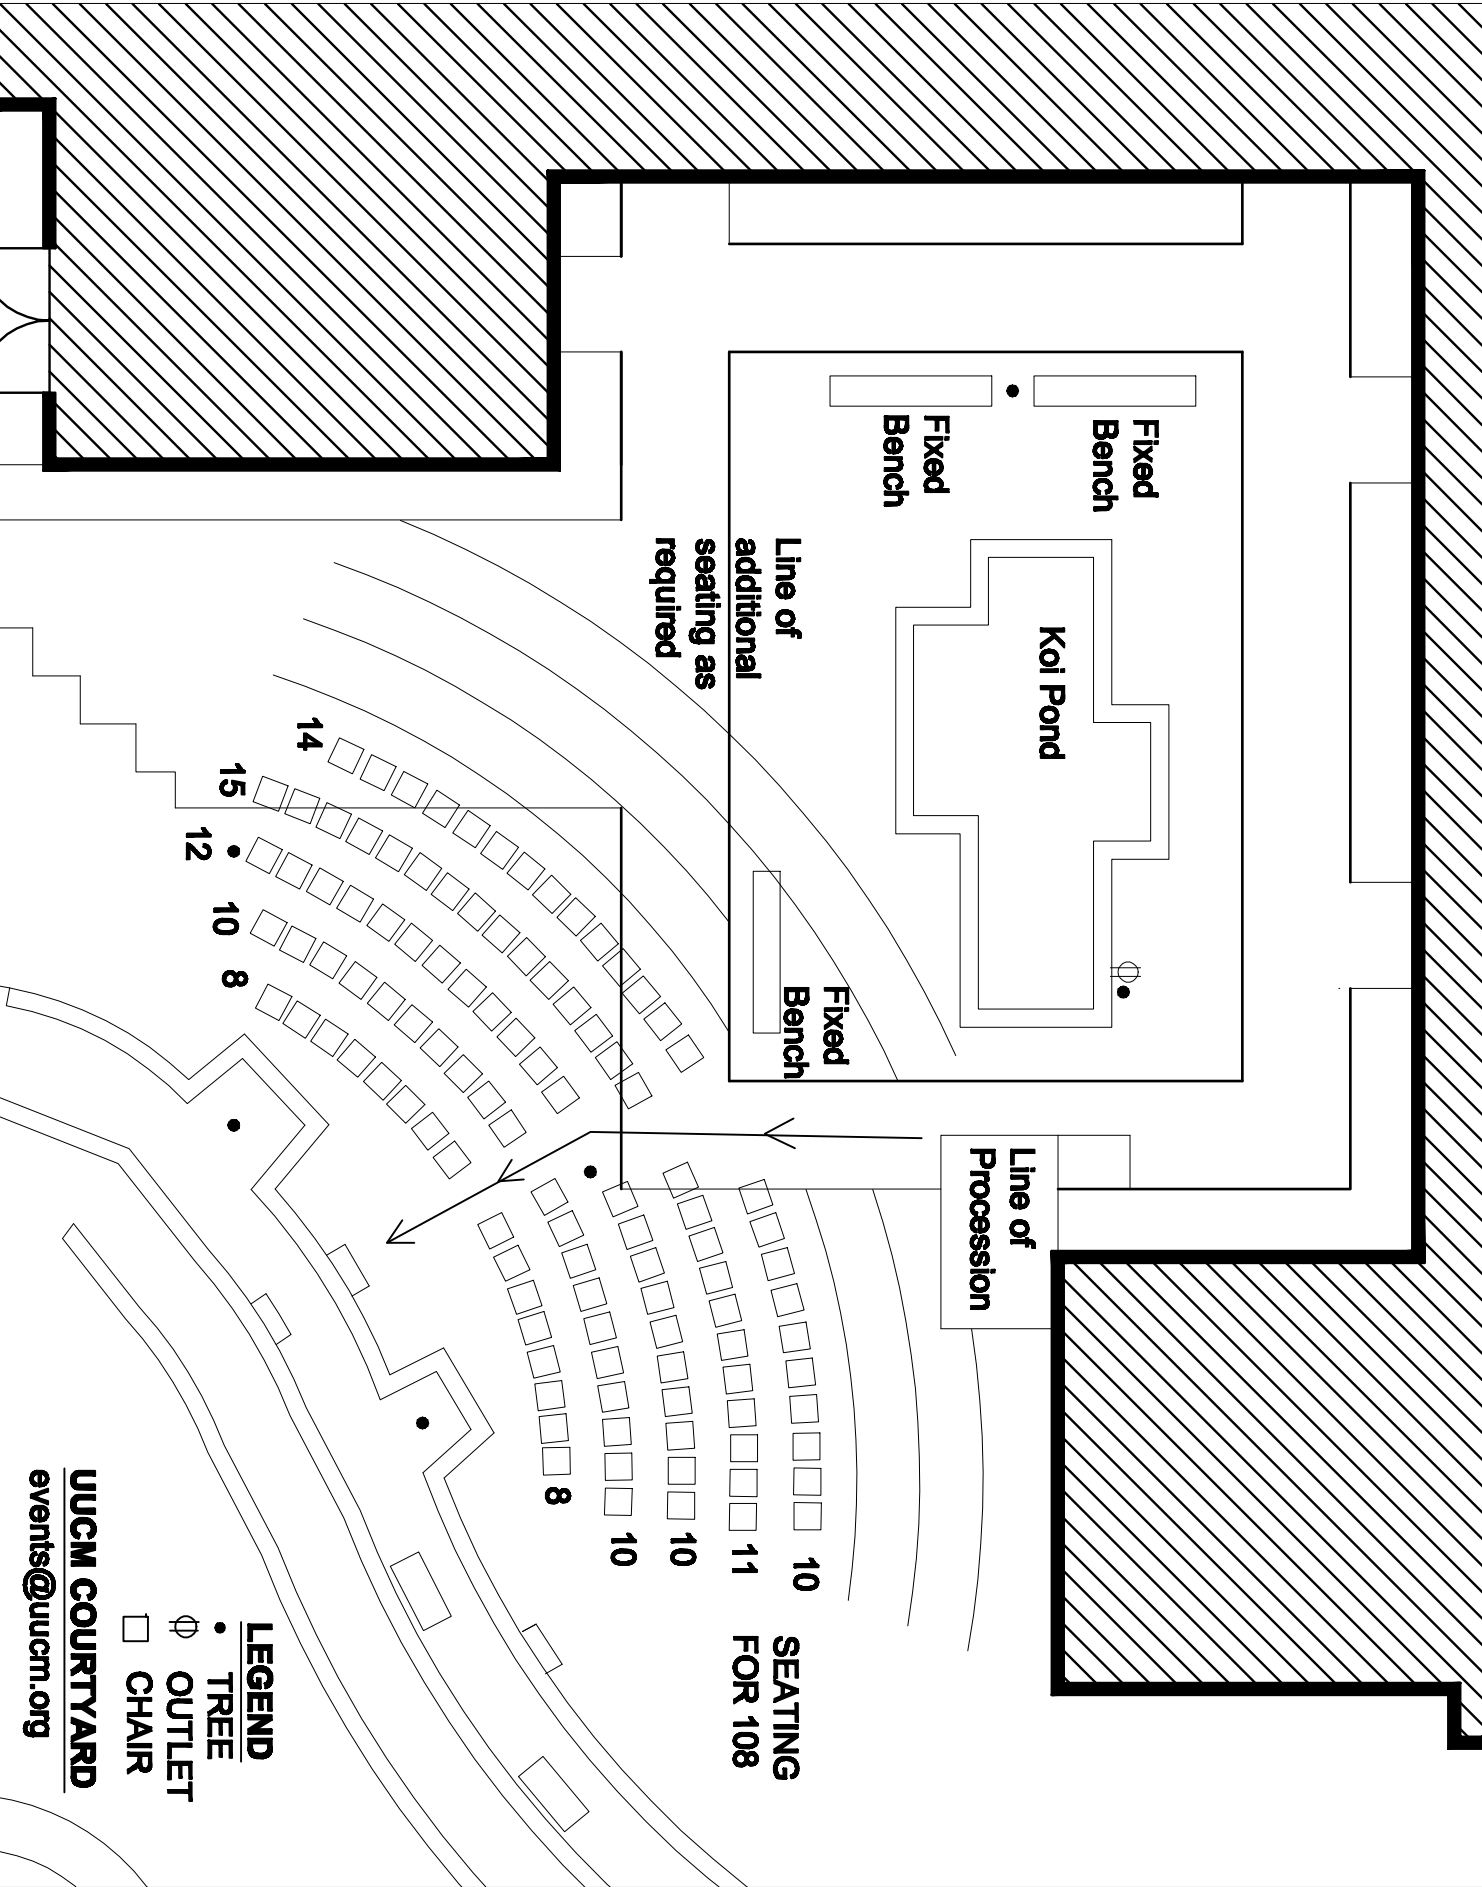 Fixed
Bench
Fixed
Bench
Koi Pond
Line of
additional
seating as
required
Fixed
Bench
Line of
Procession
14
15
12
10
8
10
11
10
10
8
SEATING
FOR 108
LEGEND
TREE
OUTLET
CHAIR
UUCM COURTYARD
events@uucm.org